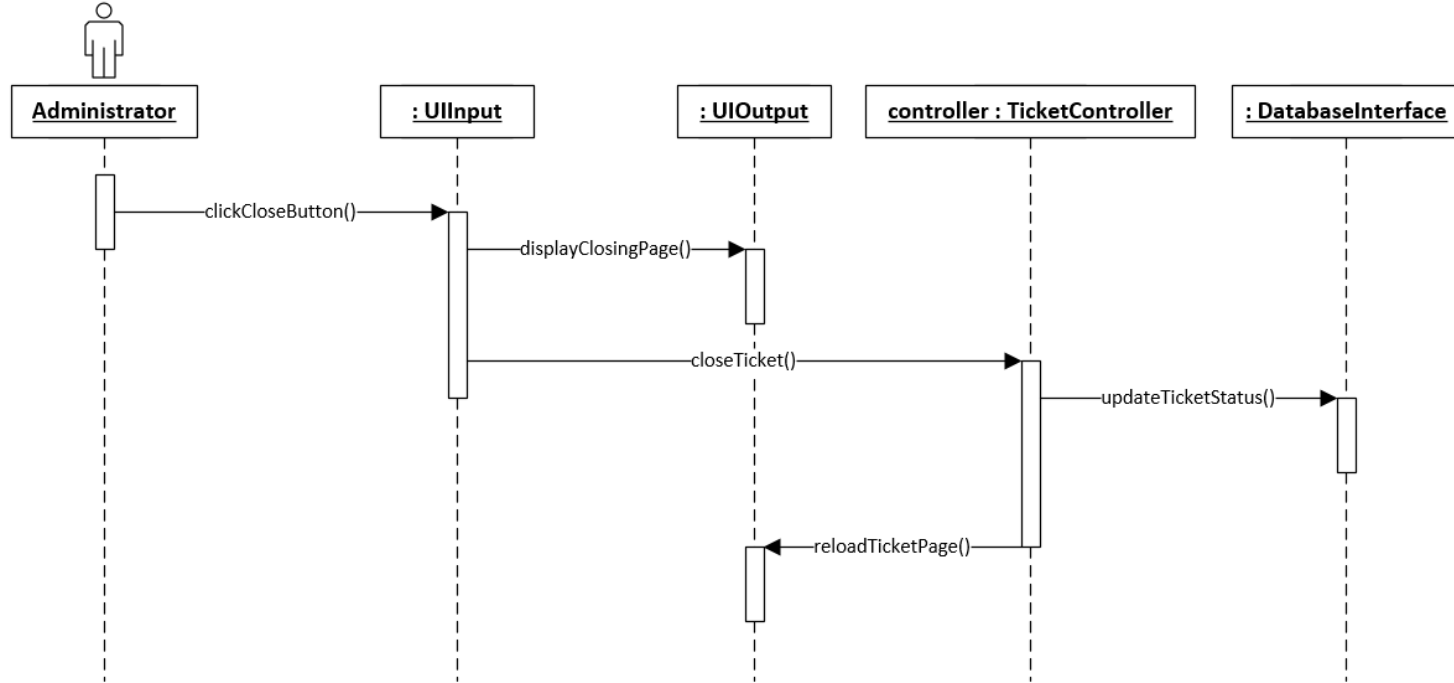 Administrator
: UIInput
: UIOutput
controller : TicketController
: DatabaseInterface
clickCloseButton()
displayClosingPage()
closeTicket()
updateTicketStatus()
reloadTicketPage()